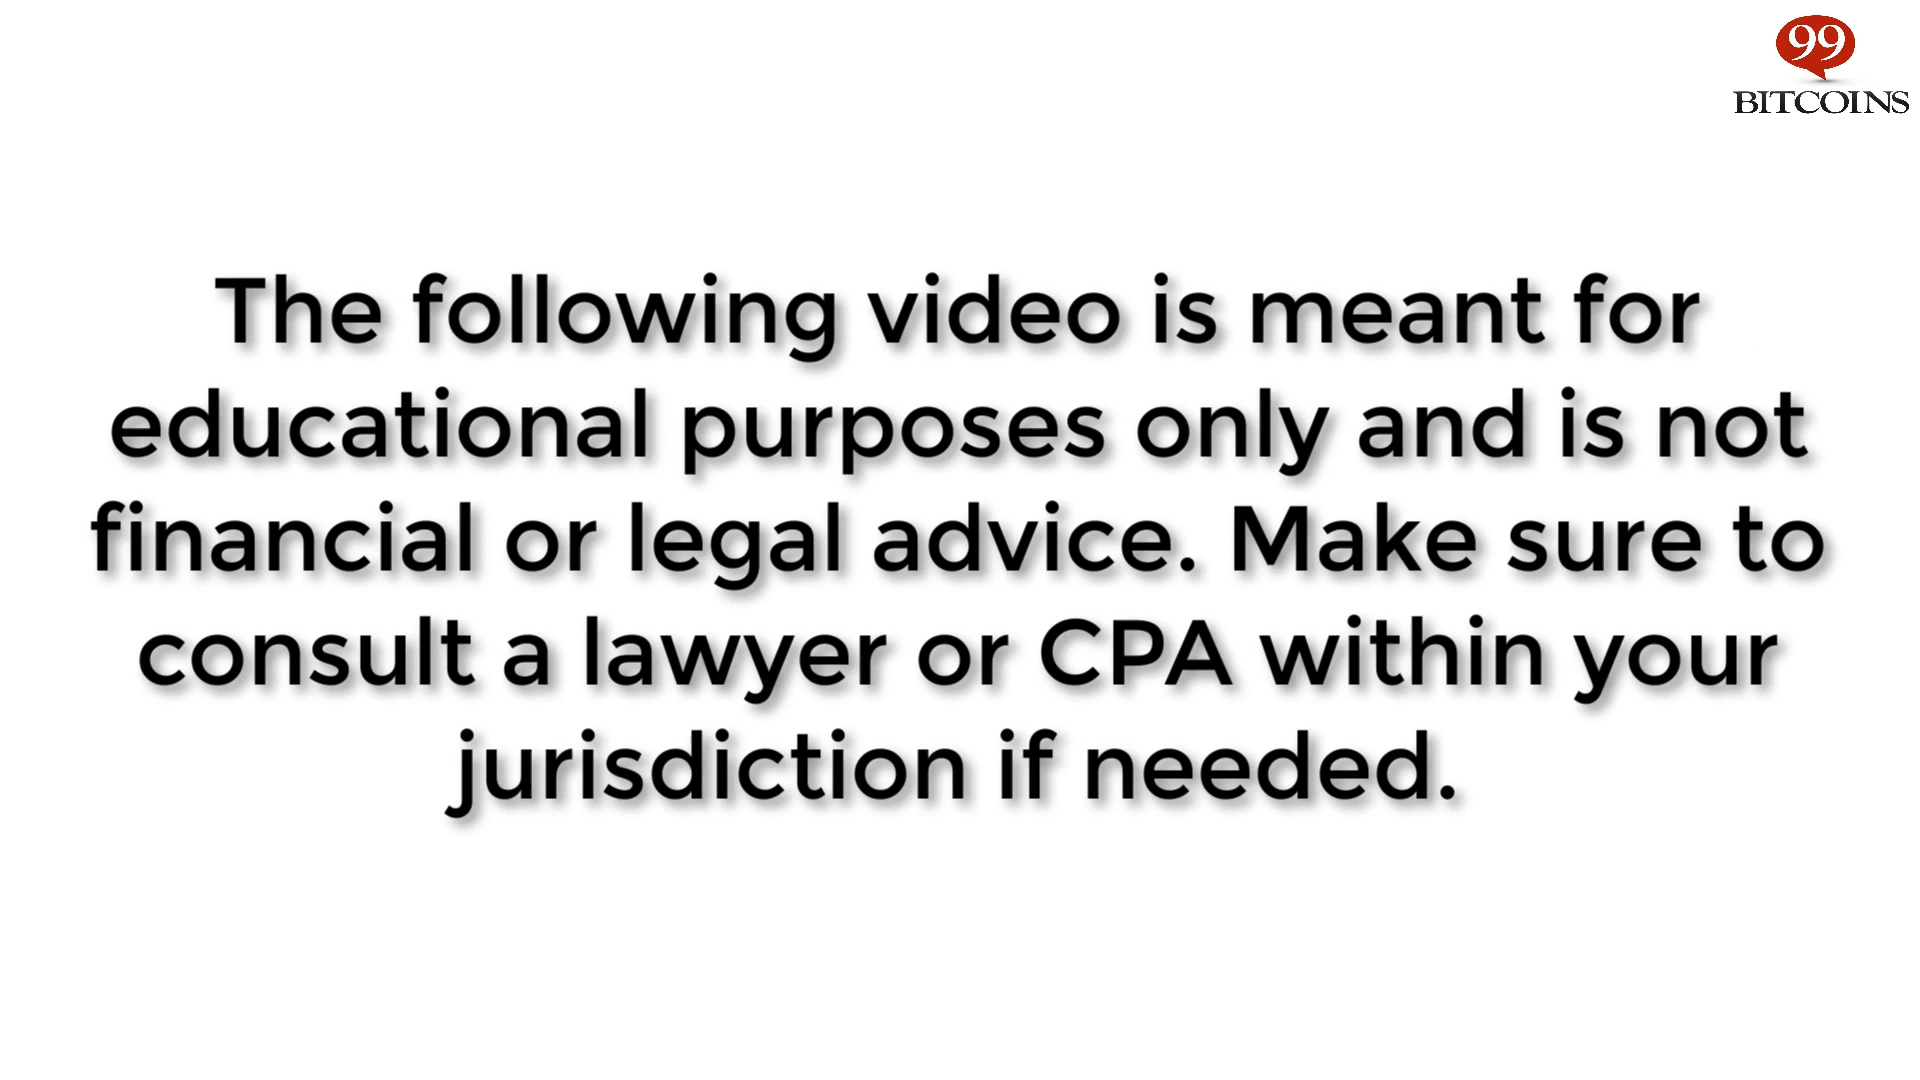 99
BITCOINS
The following video is meant for
educational purposes only and is not
financial or legal advice. Make sure to
consult a lawyer or CPA within your
jurisdiction if needed.